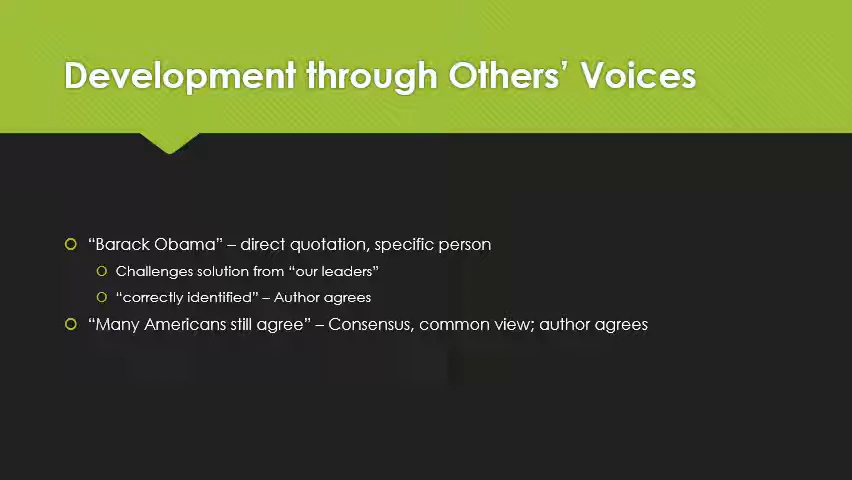 Development through Others’ Voices
“Barack Obama” – direct quotation, specific person
Challenges solution from “our leaders”
“correctly identified” – Author agrees
“Many Americans still agree” – Consensus, common view; author agrees